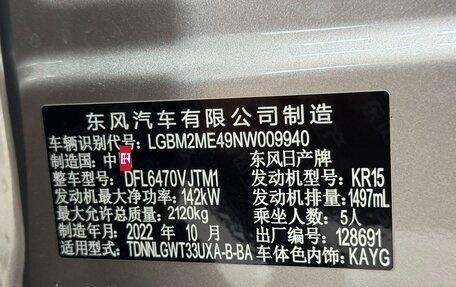 东风汽车有限公司制造
车辆识别代号: LGBM2ME49NW009940
制造国: 中国 东风日产牌
整车型号: DFL6470VJTM1 发动机型号: KR15
发动机最大净功率: 142kW 发动机排量: 1497mL
最大允许总质量: 2120kg 乘坐人数: 5人
制造年月: 2022 年 10 月 出厂编号: 128691
适用型式: TDNNLGWT33UXA-B-BA 车体色内饰: KAYG